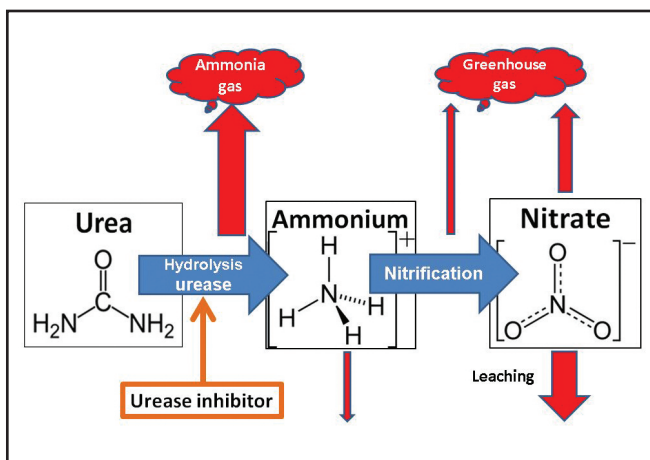 Ammonia
gas
Greenhouse
gas
Urea
Ammonium
Nitrate
O
H₂N
NH₂
Hydrolysis
urease
+
H
N
H
H
H
Nitrification
−
O
N
O
O
Urease inhibitor
Leaching